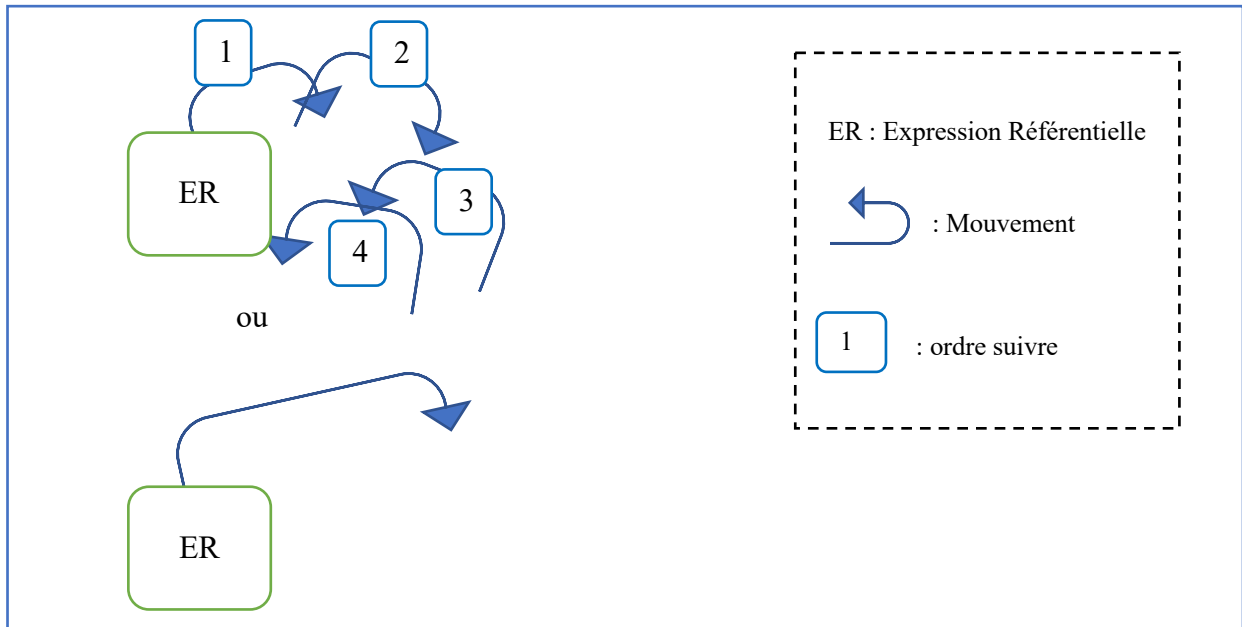 1
2
ER
3
4
ou
ER
ER : Expression Référentielle
: Mouvement
1 : ordre suivre